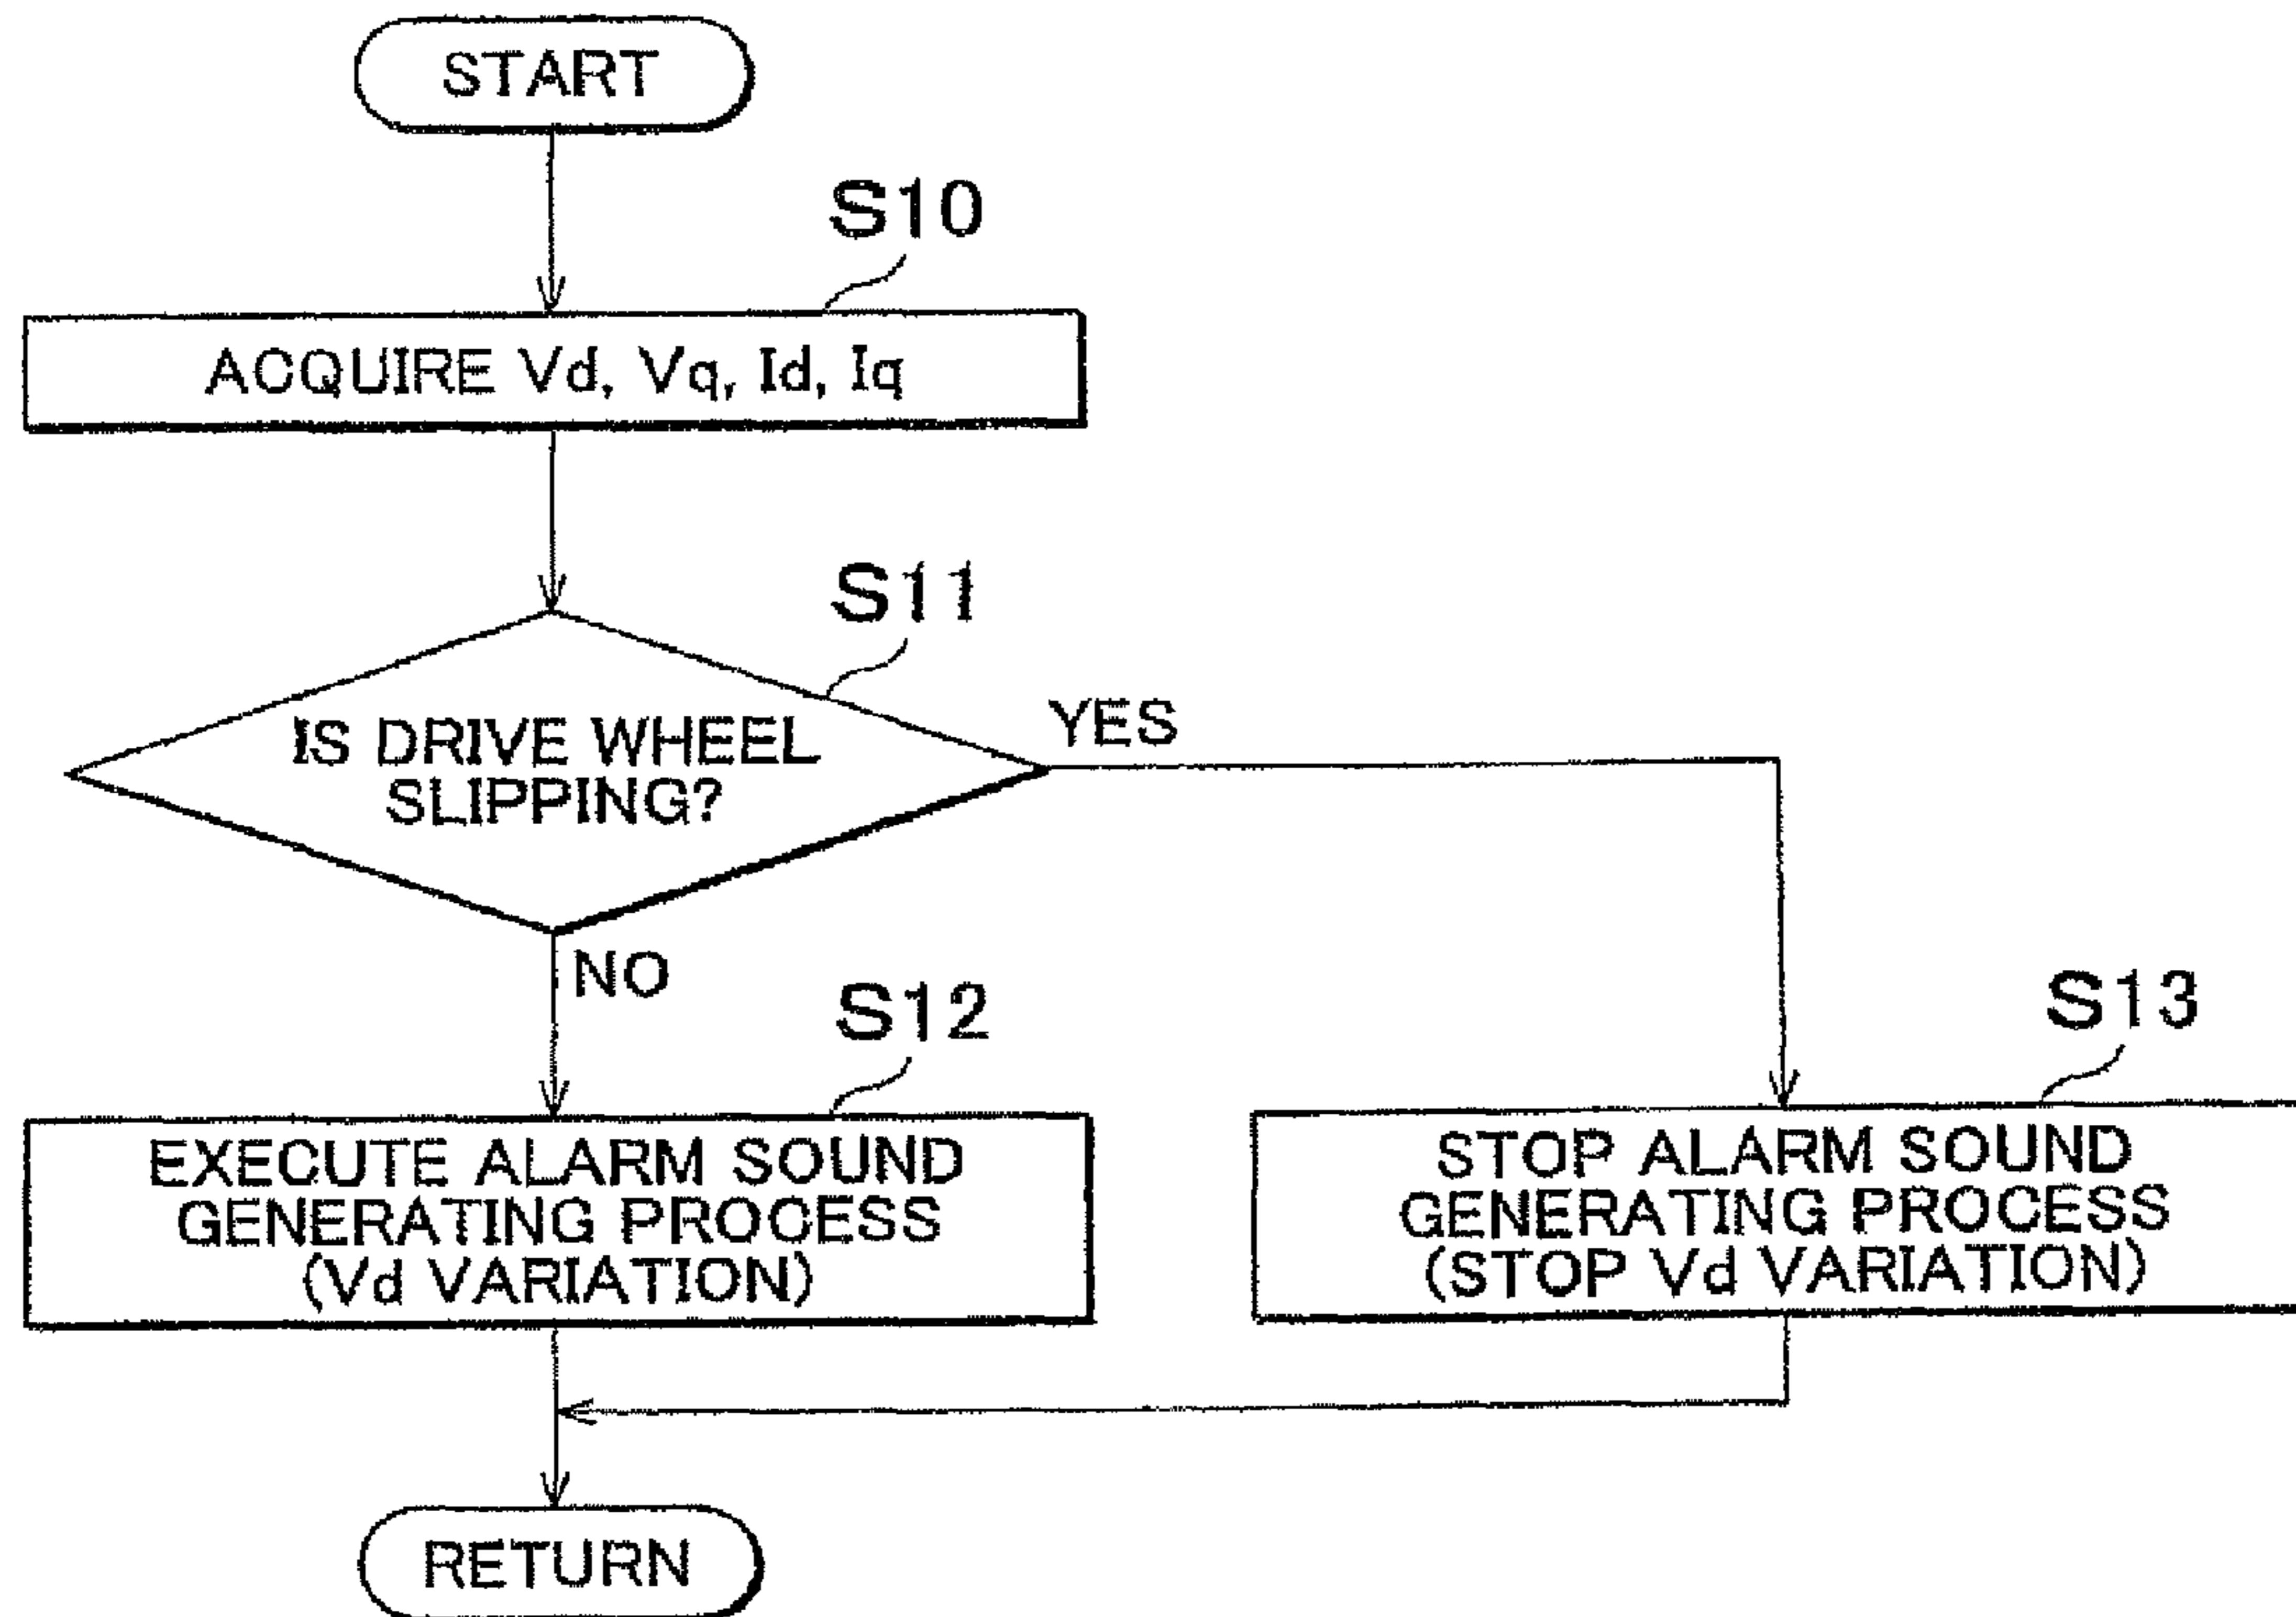 START
S10
ACQUIRE Vd, Vq, Id, Iq
S11
IS DRIVE WHEEL
SLIPPING?
YES
NO
S12
EXECUTE ALARM SOUND
GENERATING PROCESS
(Vd VARIATION)
S13
STOP ALARM SOUND
GENERATING PROCESS
(STOP Vd VARIATION)
RETURN